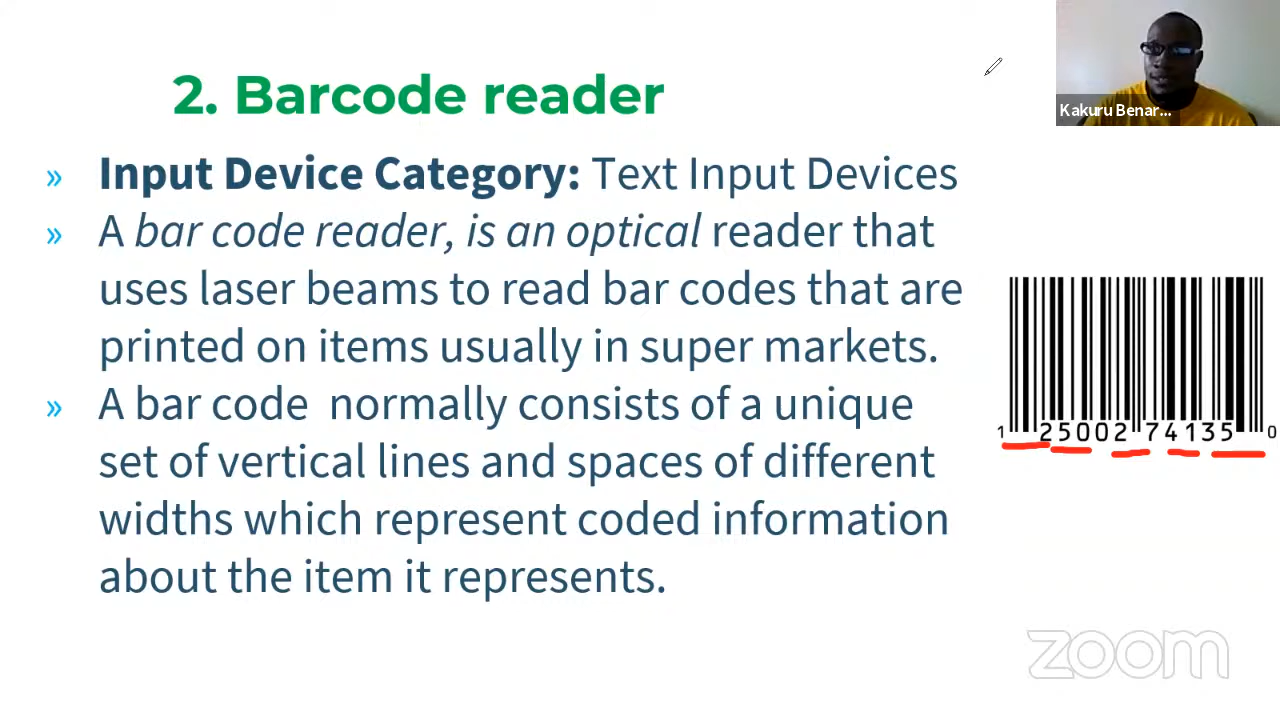 2. Barcode reader
Kakuru Benar...
» Input Device Category: Text Input Devices
» A bar code reader, is an optical reader that
uses laser beams to read bar codes that are
printed on items usually in super markets.
» A bar code  normally consists of a unique
set of vertical lines and spaces of different
widths which represent coded information
about the item it represents.
1 25002 74135 0
zoom